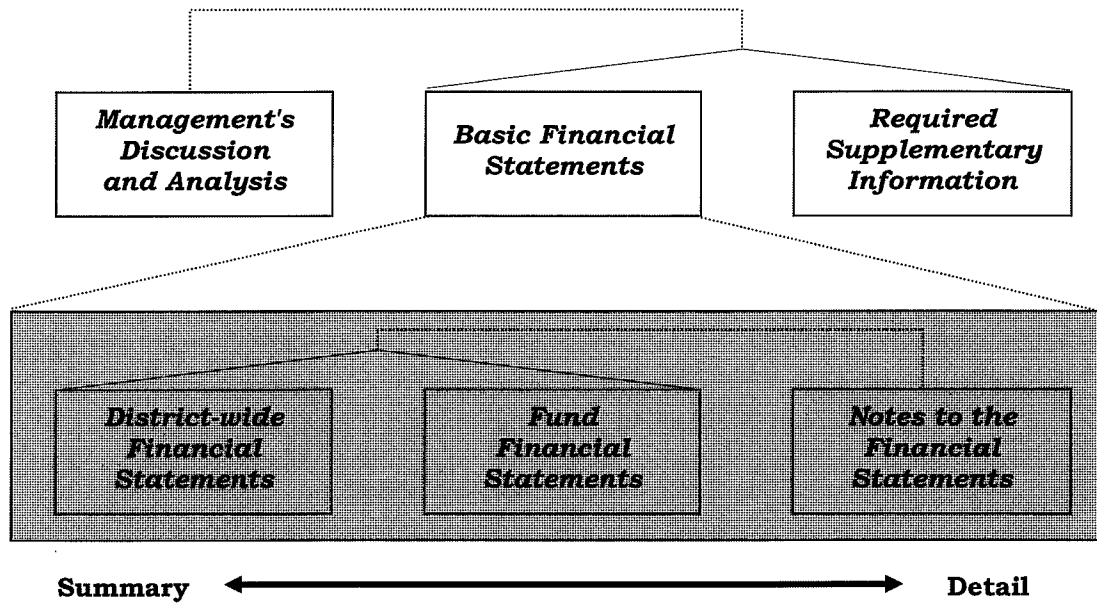 Management's
Discussion
and Analysis
Basic Financial
Statements
Required
Supplementary
Information
District-wide
Financial
Statements
Fund
Financial
Statements
Notes to the
Financial
Statements
Summary
Detail